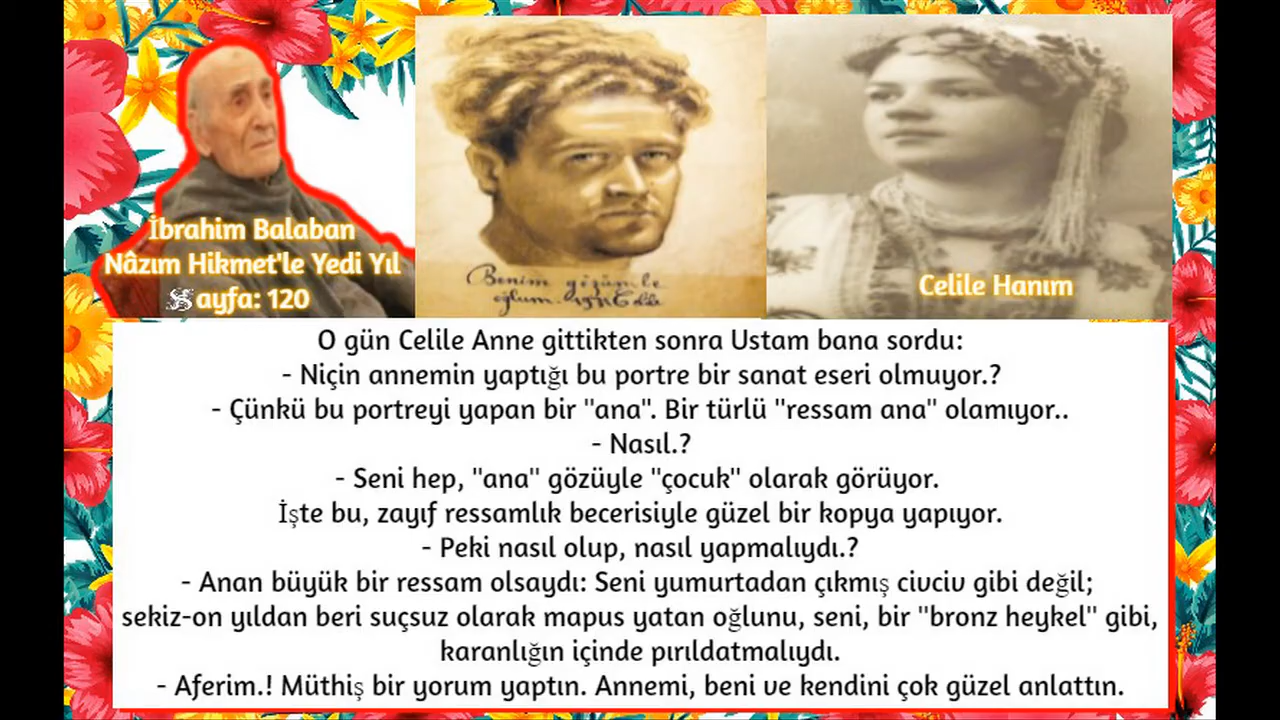 İbrahim Balaban
Nâzım Hikmet'le Yedi Yıl
Sayfa: 120
Benim gözümle
oğlum
Celile Hanım
O gün Celile Anne gittikten sonra Ustam bana sordu:
- Niçin annemin yaptığı bu portre bir sanat eseri olmuyor.?
- Çünkü bu portreyi yapan bir "ana". Bir türlü "ressam ana" olamıyor..
- Nasıl.?
- Seni hep, "ana" gözüyle "çocuk" olarak görüyor.
İşte bu, zayıf ressamlık becerisiyle güzel bir kopya yapıyor.
- Peki nasıl olup, nasıl yapmalıydı.?
- Anan büyük bir ressam olsaydı: Seni yumurtadan çıkmış civciv gibi değil;
sekiz-on yıldan beri suçsuz olarak mapus yatan oğlunu, seni, bir "bronz heykel" gibi,
karanlığın içinde pırıldatmalıydı.
- Aferim.! Müthiş bir yorum yaptın. Annemi, beni ve kendini çok güzel anlattın.